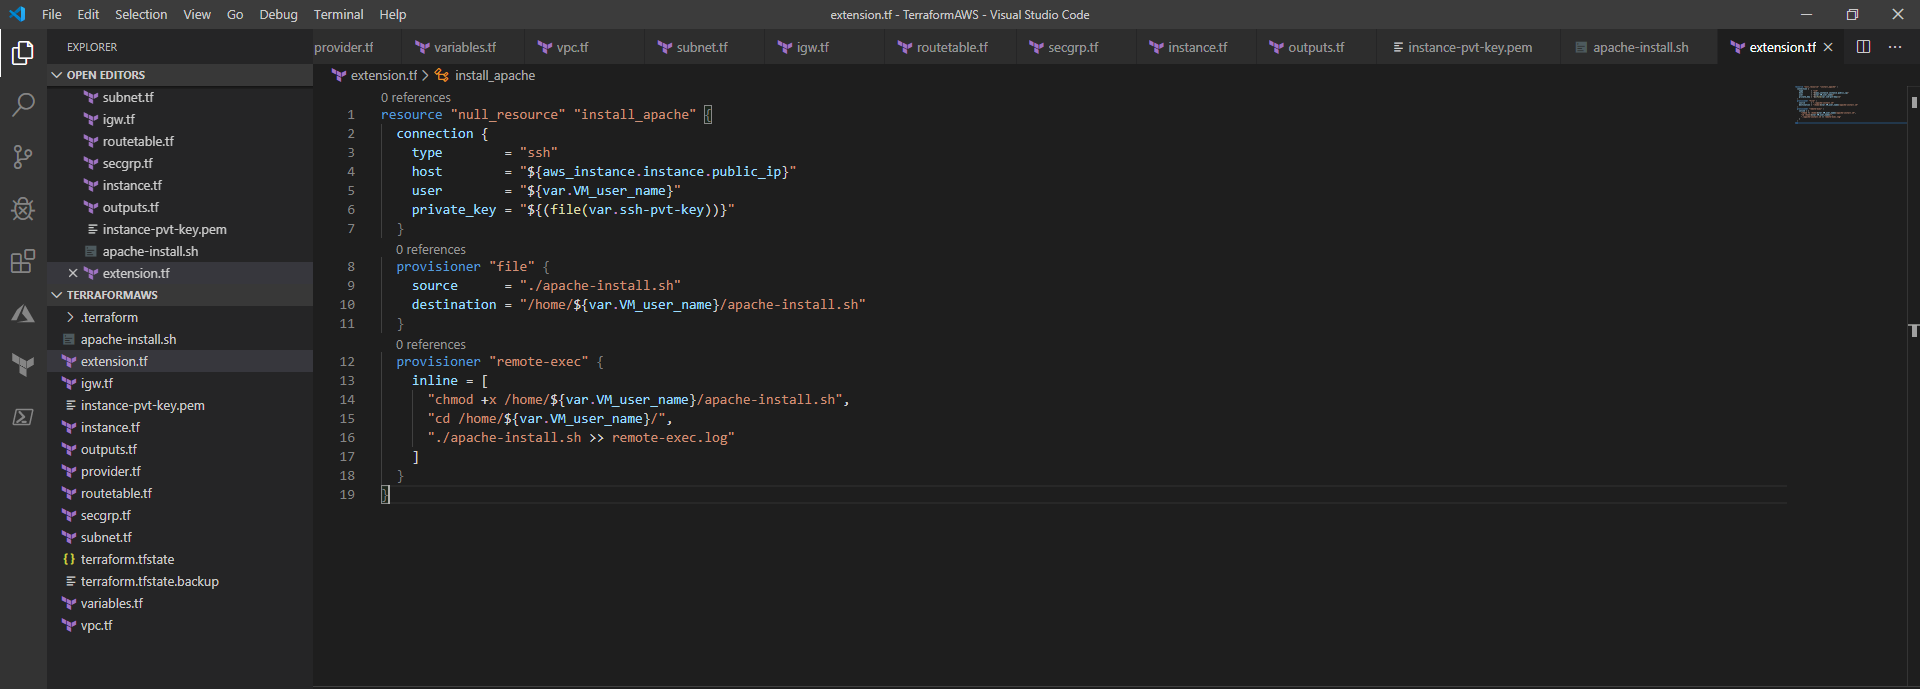 File Edit Selection View Go Debug Terminal Help
extension.tf - TerraformAWS - Visual Studio Code
EXPLORER
OPEN EDITORS
subnet.tf
igw.tf
routetable.tf
secgrp.tf
instance.tf
outputs.tf
instance-pvt-key.pem
apache-install.sh
extension.tf
TERRAFORMAWS
.terraform
apache-install.sh
extension.tf
igw.tf
instance-pvt-key.pem
instance.tf
outputs.tf
provider.tf
routetable.tf
secgrp.tf
subnet.tf
terraform.tfstate
terraform.tfstate.backup
variables.tf
vpc.tf
provider.tf variables.tf vpc.tf subnet.tf igw.tf routetable.tf secgrp.tf instance.tf outputs.tf instance-pvt-key.pem apache-install.sh extension.tf
extension.tf > install_apache
0 references
1 resource "null_resource" "install_apache" {
2   connection {
3     type        = "ssh"
4     host        = "${aws_instance.instance.public_ip}"
5     user        = "${var.VM_user_name}"
6     private_key = "${(file(var.ssh-pvt-key))}"
7   }
0 references
8   provisioner "file" {
9     source      = "./apache-install.sh"
10     destination = "/home/${var.VM_user_name}/apache-install.sh"
11   }
0 references
12   provisioner "remote-exec" {
13     inline = [
14       "chmod +x /home/${var.VM_user_name}/apache-install.sh",
15       "cd /home/${var.VM_user_name}/",
16       "./apache-install.sh >> remote-exec.log"
17     ]
18   }
19 }